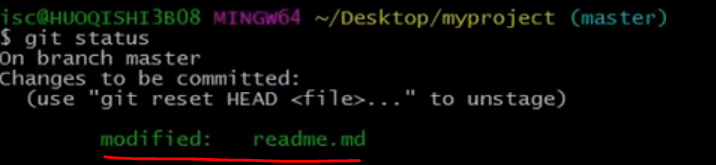 isc@HUOQISHI3B08 MINGW64 ~/Desktop/myproject (master)
$ git status
On branch master
Changes to be committed:
(use "git reset HEAD <file>..." to unstage)
modified: readme.md